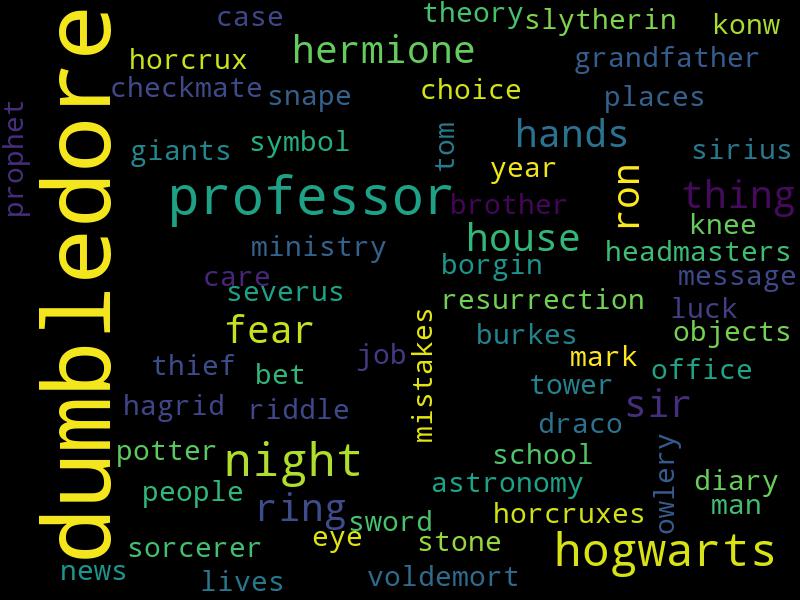 dumbledore
case
theory
slytherin
konw
horcrux
hermione
grandfather
prophet
checkmate
snape
choice
places
giants
symbol
tom
hands
sirius
year
ron
professor
brother
thing
knee
ministry
house
headmasters
borgin
care
message
severus
resurrection
luck
fear
mistakes
burkes
objects
thief
bet
job
mark
office
tower
hagrid
riddle
sir
draco
potter
night
school
owlery
people
astronomy
diary
ring
sword
horcruxes
man
sorcerer
eye
stone
hogwarts
news
lives
voldemort